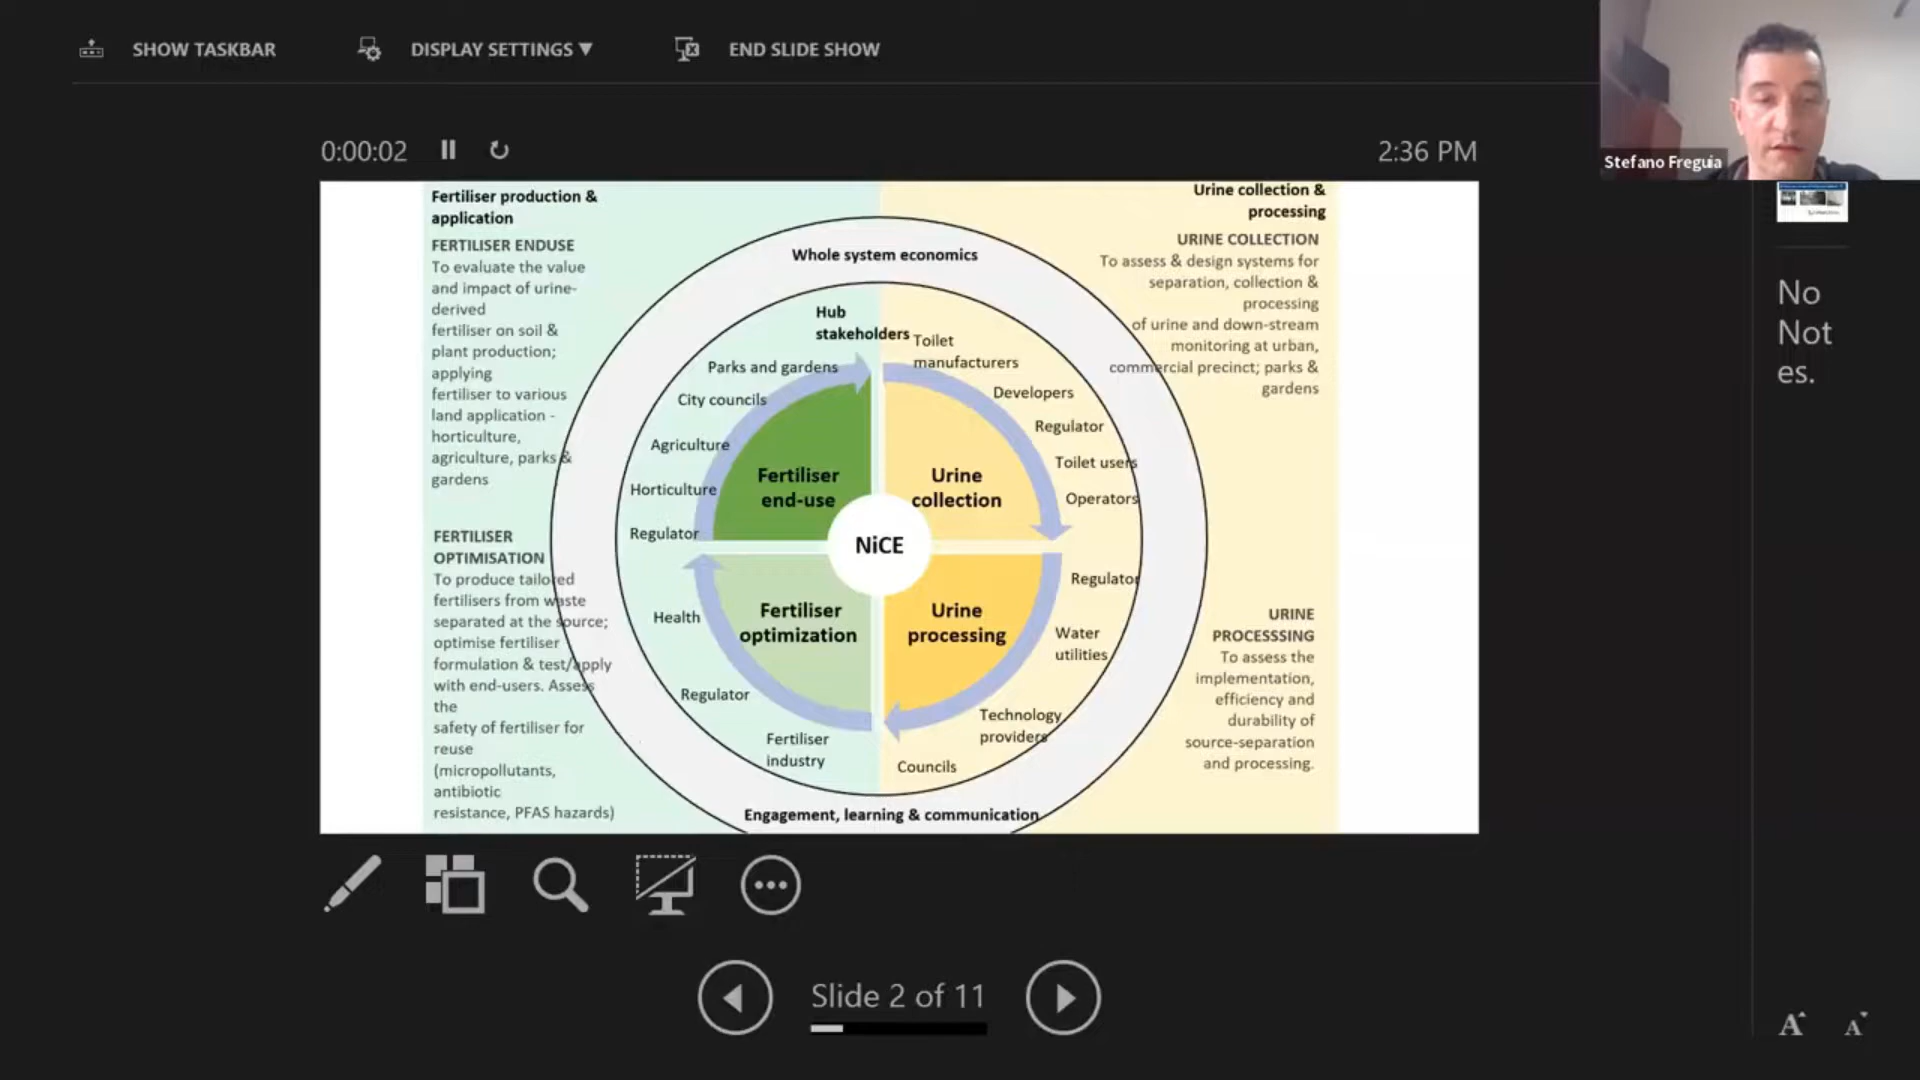 SHOW TASKBAR
DISPLAY SETTINGS ▼
END SLIDE SHOW
Stefano Freguia
0:00:02
2:36 PM
Fertiliser production &
application
FERTILISER ENDUSE
To evaluate the value
and impact of urine-
derived
fertiliser on soil &
plant production;
applying
fertiliser to various
land application -
horticulture,
agriculture, parks &
gardens
FERTILISER
OPTIMISATION
To produce tailored
fertilisers from waste
separated at the source;
optimise fertiliser
formulation & test/apply
with end-users. Assess
the
safety of fertiliser for
reuse
(micropollutants,
antibiotic
resistance, PFAS hazards)
Whole system economics
Hub
stakeholders
Parks and gardens
City councils
Agriculture
Horticulture
Regulator
Health
Regulator
Fertiliser
industry
Toilet
manufacturers
Developers
Regulator
Toilet users
Operators
Regulator
Water
utilities
Technology
providers
Councils
Fertiliser
end-use
Urine
collection
NiCE
Fertiliser
optimization
Urine
processing
Engagement, learning & communication
Urine collection &
processing
URINE COLLECTION
To assess & design systems for
separation, collection &
processing
of urine and down-stream
monitoring at urban,
commercial precinct; parks &
gardens
URINE
PROCESSSING
To assess the
implementation,
efficiency and
durability of
source-separation
and processing.
No
Not
es.
Slide 2 of 11
A
A